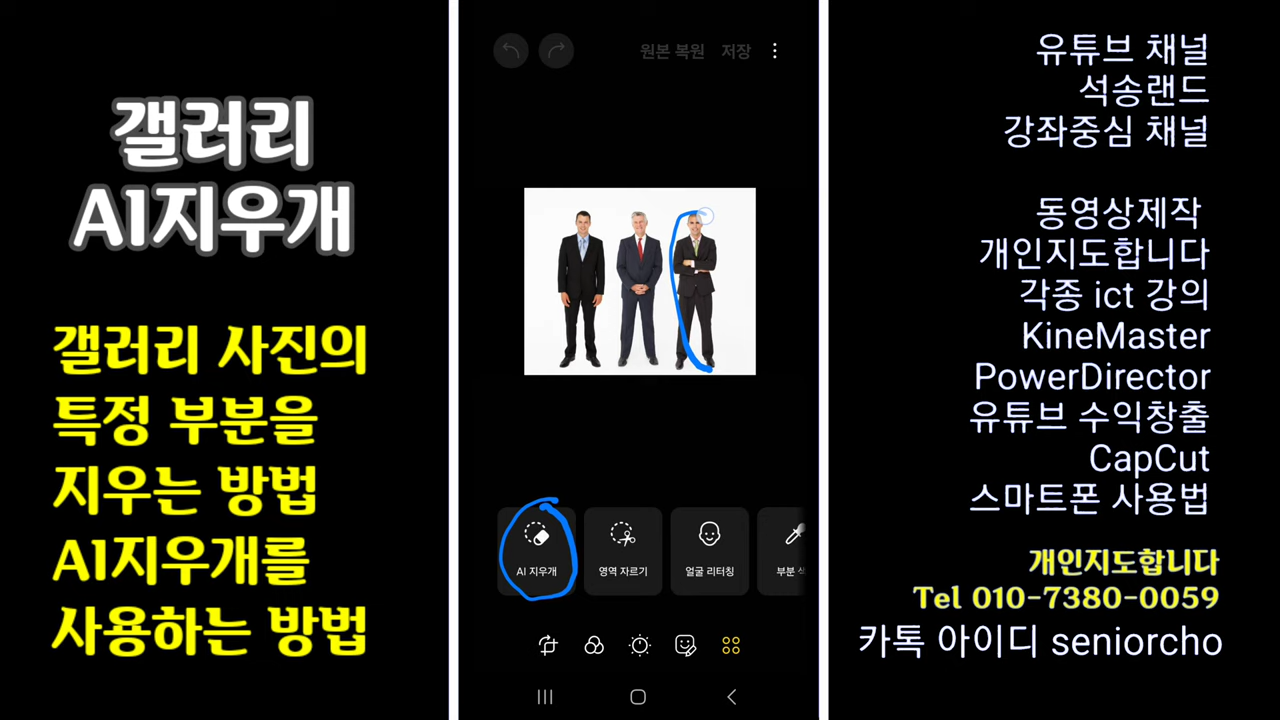 갤러리
AI지우개
갤러리 사진의
특정 부분을
지우는 방법
AI지우개를
사용하는 방법
원본 복원 저장
AI 지우개
영역 자르기
얼굴 리터칭
부분 색
유튜브 채널
석송랜드
강좌중심 채널
동영상제작
개인지도합니다
각종 ict 강의
KineMaster
PowerDirector
유튜브 수익창출
CapCut
스마트폰 사용법
개인지도합니다
Tel 010-7380-0059
카톡 아이디 seniorcho